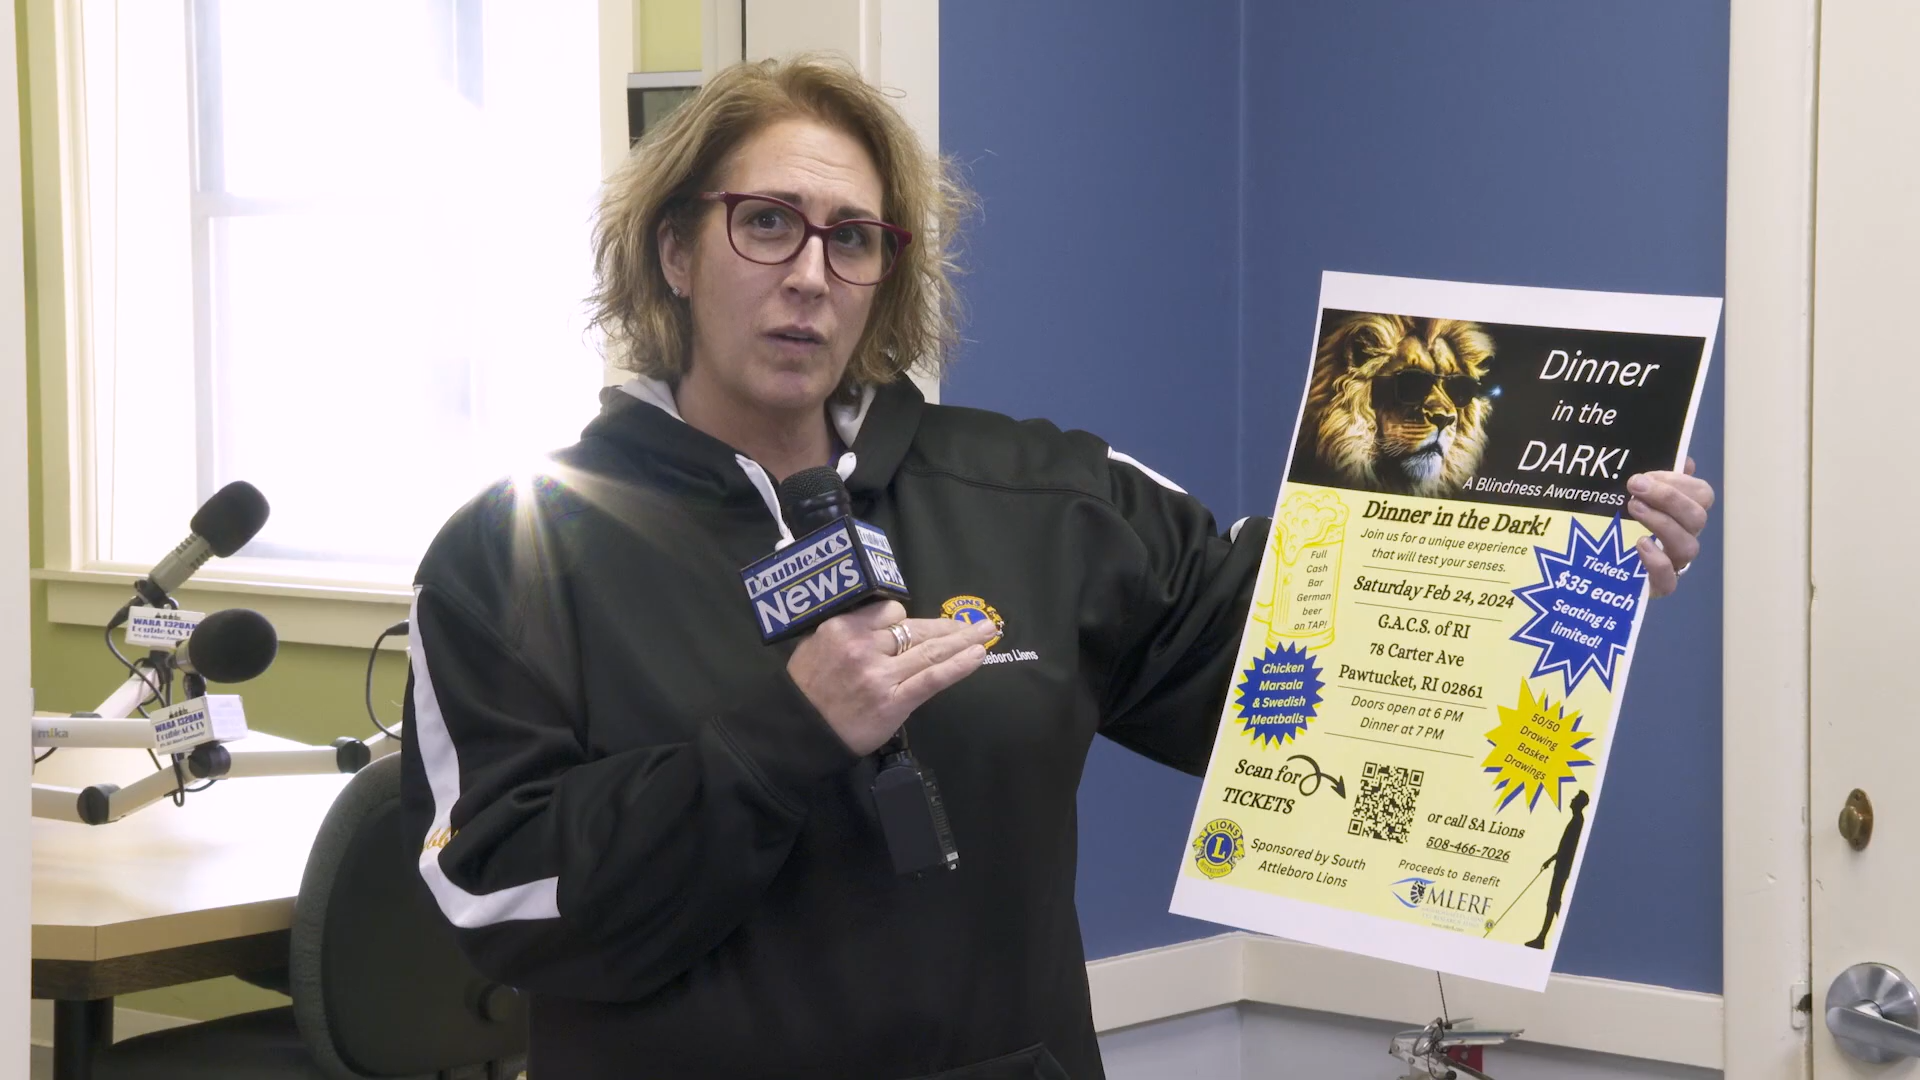 Dinner
in the
DARK!
A Blindness Awareness
Dinner in the Dark!
Join us for a unique experience
that will test your senses.
Full
Cash
Bar
German
beer
on TAP!
Tickets
$35 each
Seating is
limited!
Saturday Feb 24, 2024
G.A.C.S. of RI
78 Carter Ave
Pawtucket, RI 02861
Doors open at 6 PM
Dinner at 7 PM
Chicken
Marsala
& Swedish
Meatballs
50/50
Drawing
Basket
Drawings
Scan for
TICKETS
or call SA Lions
508-466-7026
LIONS
L
INTERNATIONAL
Sponsored by South
Attleboro Lions
Proceeds to Benefit
MLERF
DoubleACS
News
LIONS
L
Lions
WARA 1320AM
DoubleACS.TV
WARA 1320AM
DoubleACS.TV
mika